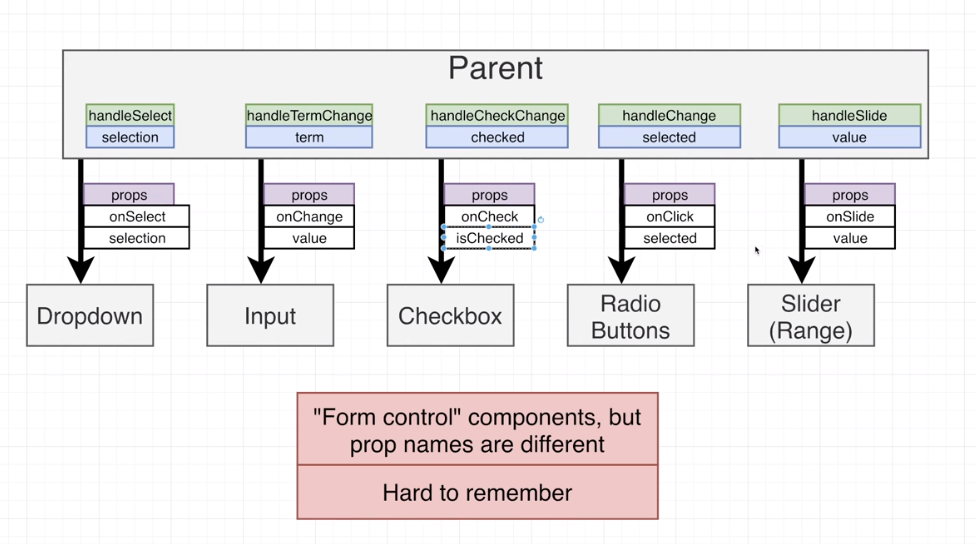 Parent
handleSelect
selection
handleTermChange
term
handleCheckChange
checked
handleChange
selected
handleSlide
value
props
onSelect
selection
props
onChange
value
props
onCheck
isChecked
props
onClick
selected
props
onSlide
value
Dropdown
Input
Checkbox
Radio
Buttons
Slider
(Range)
"Form control" components, but
prop names are different
Hard to remember